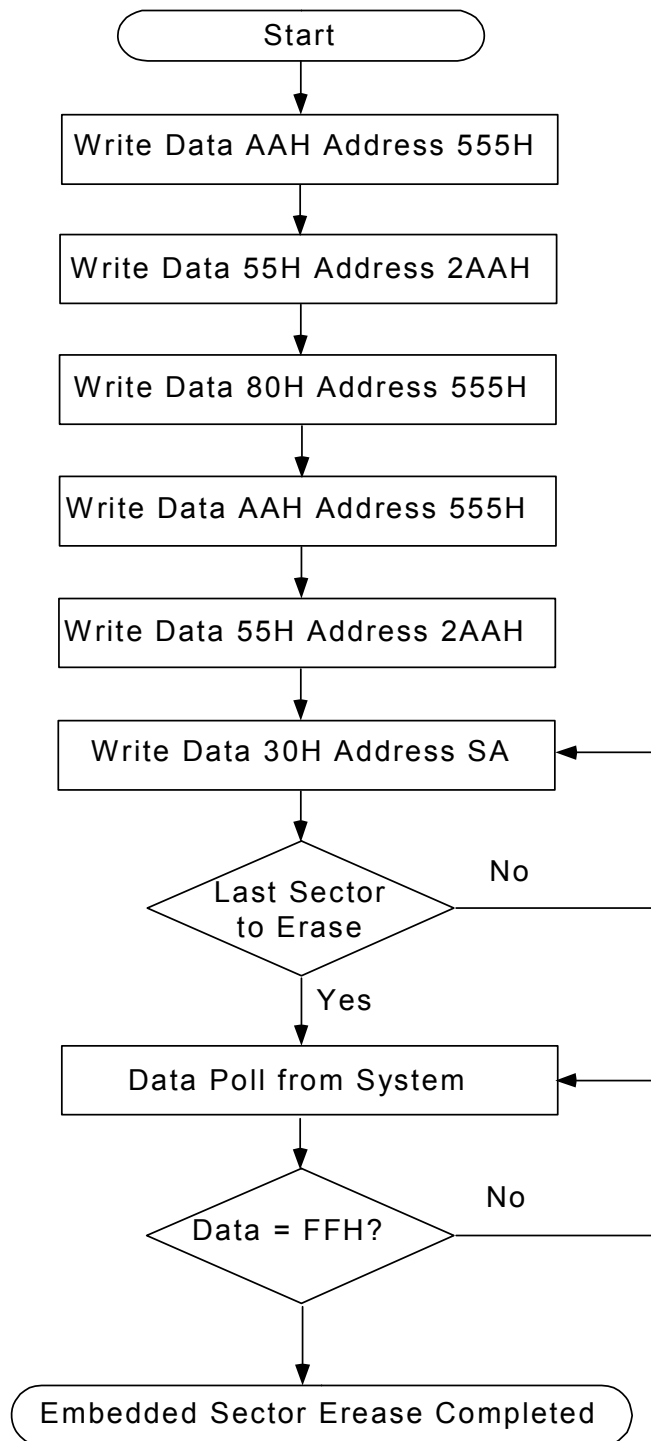 Start
Write Data AAH Address 555H
Write Data 55H Address 2AAH
Write Data 80H Address 555H
Write Data AAH Address 555H
Write Data 55H Address 2AAH
Write Data 30H Address SA
Last Sector
to Erase
No
Yes
Data Poll from System
Data = FFH?
No
Embedded Sector Erease Completed